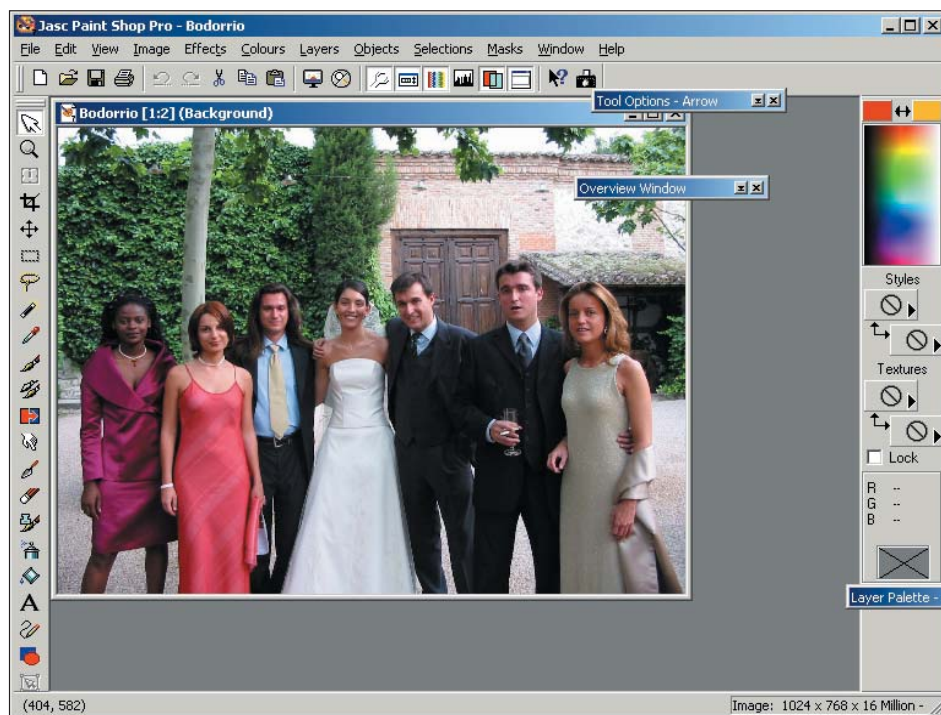 Jasc Paint Shop Pro - Bodorrio
File Edit View Image Effects Colours Layers Objects Selections Masks Window Help
Tool Options - Arrow
Bodorrio [1:2] (Background)
Overview Window
Styles
Textures
Lock
R --
G --
B --
Layer Palette -
(404, 582)
Image: 1024 x 768 x 16 Million -